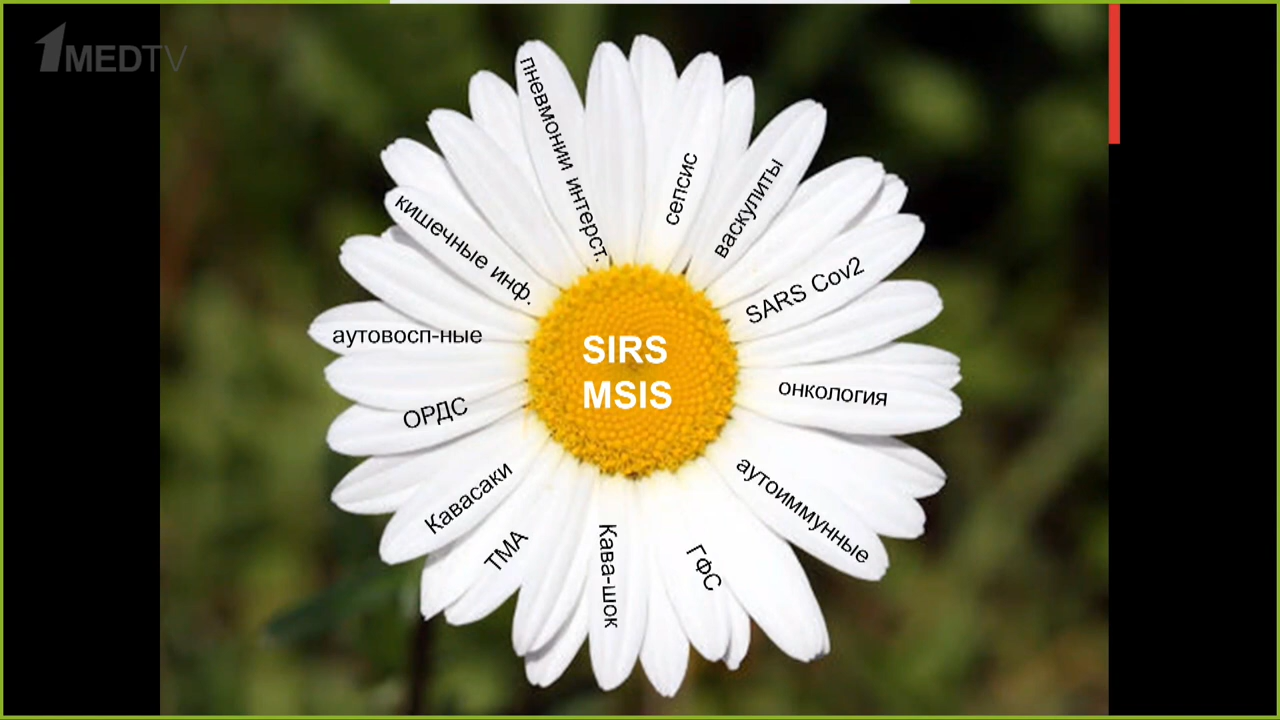 1MEDTV
пневмонии интерст.
сепсис
васкулиты
кишечные инф.
SARS Cov2
аутовосп-ные
SIRS
MSIS
онкология
ОРДС
Кавасаки
аутоиммунные
ТМА
Кава-шок
ГФС